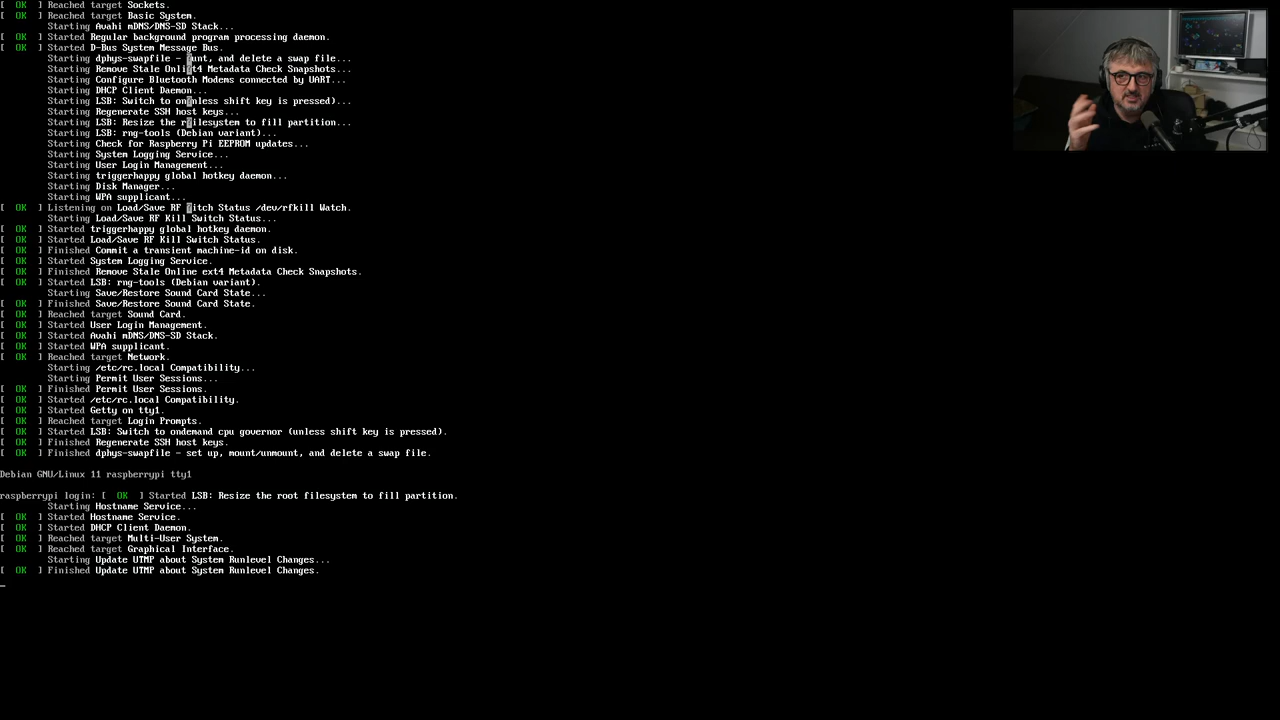 [  OK  ] Reached target Sockets.
[  OK  ] Reached target Basic System.
Starting Avahi mDNS/DNS-SD Stack...
[  OK  ] Started Regular background program processing daemon.
[  OK  ] Started D-Bus System Message Bus.
Starting dphys-swapfile - unt, and delete a swap file...
Starting Remove Stale Onli t4 Metadata Check Snapshots...
Starting Configure Bluetooth Modems connected by UART...
Starting DHCP Client Daemon...
Starting LSB: Switch to on nless shift key is pressed)...
Starting Regenerate SSH host keys...
Starting LSB: Resize the r ilesystem to fill partition...
Starting LSB: rng-tools (Debian variant)...
Starting Check for Raspberry Pi EEPROM updates...
Starting System Logging Service...
Starting User Login Management...
Starting triggerhappy global hotkey daemon...
Starting Disk Manager...
Starting WPA supplicant...
[  OK  ] Listening on Load/Save RF itch Status /dev/rfkill Watch.
Starting Load/Save RF Kill Switch Status...
[  OK  ] Started triggerhappy global hotkey daemon.
[  OK  ] Started Load/Save RF Kill Switch Status.
[  OK  ] Finished Commit a transient machine-id on disk.
[  OK  ] Started System Logging Service.
[  OK  ] Finished Remove Stale Online ext4 Metadata Check Snapshots.
[  OK  ] Started LSB: rng-tools (Debian variant).
Starting Save/Restore Sound Card State...
[  OK  ] Finished Save/Restore Sound Card State.
[  OK  ] Reached target Sound Card.
[  OK  ] Started User Login Management.
[  OK  ] Started Avahi mDNS/DNS-SD Stack.
[  OK  ] Started WPA supplicant.
[  OK  ] Reached target Network.
Starting /etc/rc.local Compatibility...
Starting Permit User Sessions...
[  OK  ] Finished Permit User Sessions.
[  OK  ] Started /etc/rc.local Compatibility.
[  OK  ] Started Getty on tty1.
[  OK  ] Reached target Login Prompts.
[  OK  ] Started LSB: Switch to ondemand cpu governor (unless shift key is pressed).
[  OK  ] Finished Regenerate SSH host keys.
[  OK  ] Finished dphys-swapfile - set up, mount/unmount, and delete a swap file.
Debian GNU/Linux 11 raspberrypi tty1
raspberrypi login: [  OK  ] Started LSB: Resize the root filesystem to fill partition.
Starting Hostname Service...
[  OK  ] Started Hostname Service.
[  OK  ] Started DHCP Client Daemon.
[  OK  ] Reached target Multi-User System.
[  OK  ] Reached target Graphical Interface.
Starting Update UTMP about System Runlevel Changes...
[  OK  ] Finished Update UTMP about System Runlevel Changes.